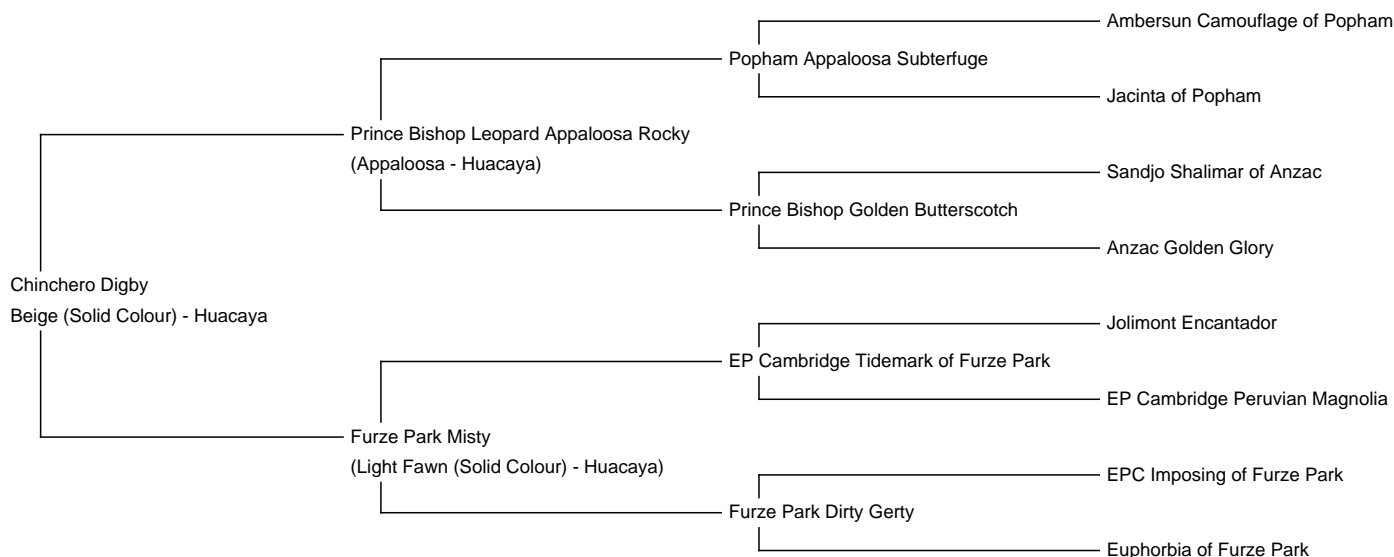 Ambersun Camouflage of Popham
Popham Appaloosa Subterfuge
Jacinta of Popham
Prince Bishop Leopard Appaloosa Rocky
(Appaloosa - Huacaya)
Sandjo Shalimar of Anzac
Prince Bishop Golden Butterscotch
Anzac Golden Glory
Chinchero Digby
Beige (Solid Colour) - Huacaya
Jolimont Encantador
EP Cambridge Tidemark of Furze Park
EP Cambridge Peruvian Magnolia
Furze Park Misty
(Light Fawn (Solid Colour) - Huacaya)
EPC Imposing of Furze Park
Furze Park Dirty Gerty
Euphorbia of Furze Park